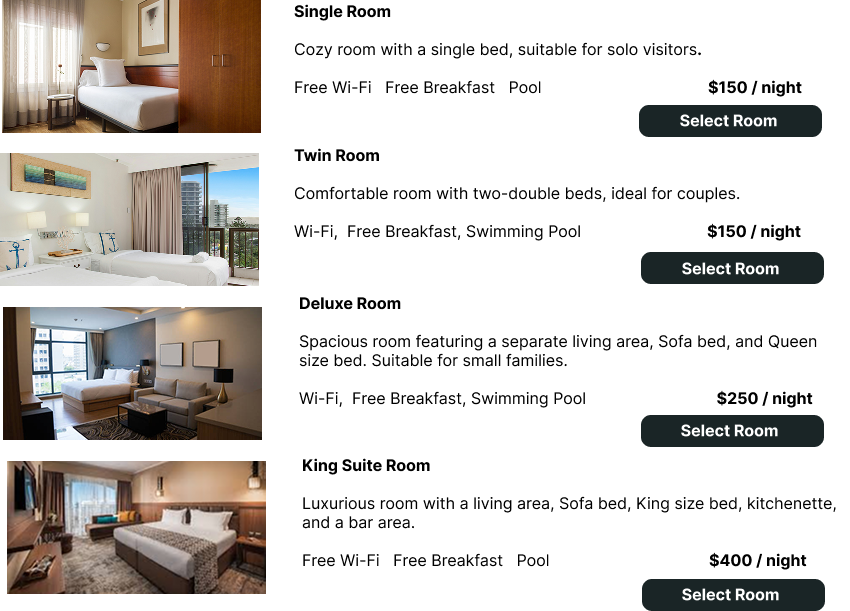 Single Room
Cozy room with a single bed, suitable for solo visitors.
Free Wi-Fi Free Breakfast Pool $150 / night
Select Room
Twin Room
Comfortable room with two-double beds, ideal for couples.
Wi-Fi, Free Breakfast, Swimming Pool $150 / night
Select Room
Deluxe Room
Spacious room featuring a separate living area, Sofa bed, and Queen
size bed. Suitable for small families.
Wi-Fi, Free Breakfast, Swimming Pool $250 / night
Select Room
King Suite Room
Luxurious room with a living area, Sofa bed, King size bed, kitchenette,
and a bar area.
Free Wi-Fi Free Breakfast Pool $400 / night
Select Room